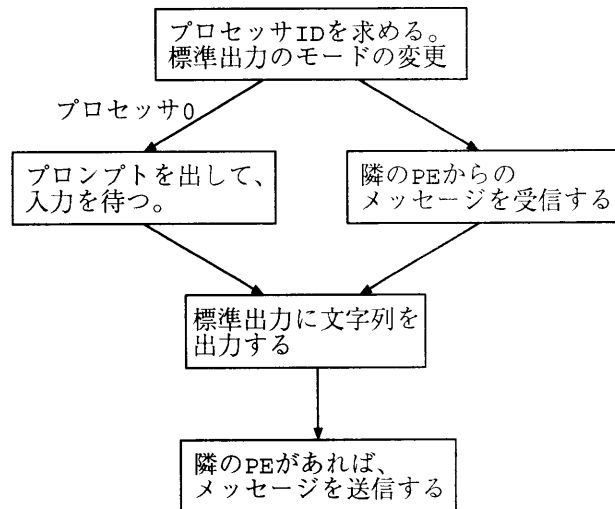 プロセッサIDを求める。
標準出力のモードの変更
プロセッサ0
プロンプトを出して、
入力を待つ。
隣のPEからの
メッセージを受信する
標準出力に文字列を
出力する
隣のPEがあれば、
メッセージを送信する